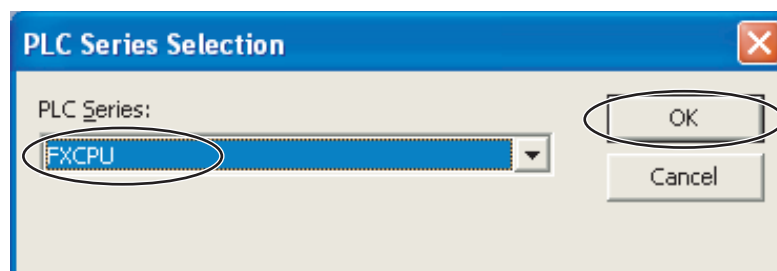 PLC Series Selection
PLC Series:
OK
FXCPU
Cancel